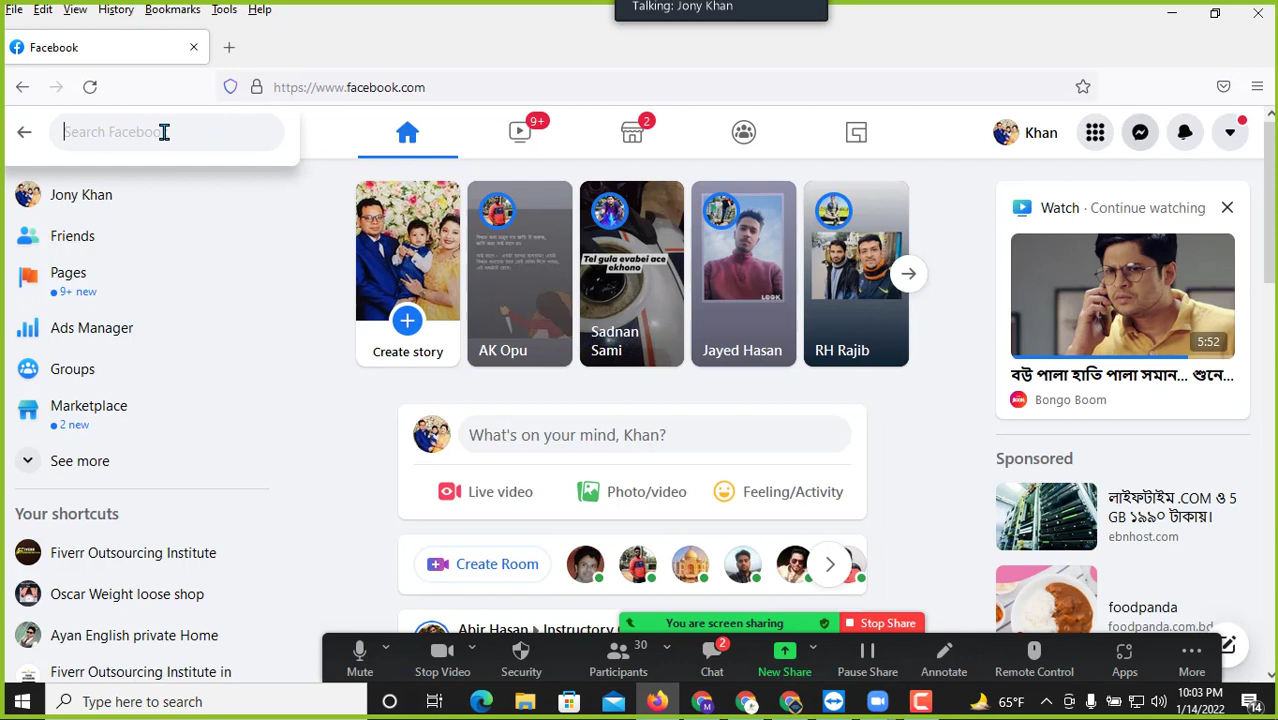 File Edit View History Bookmarks Tools Help
Talking: Jony Khan
Facebook
https://www.facebook.com
Search Facebook
9+
2
Khan
Jony Khan
Friends
Pages
9+ new
Ads Manager
Groups
Marketplace
2 new
See more
Your shortcuts
Fiverr Outsourcing Institute
Oscar Weight loose shop
Ayan English private Home
Fiverr Outsourcing Institute in
Create story
AK Opu
Tel gula evabei ace
ekhono
Sadnan
Sami
LOOK
Jayed Hasan
RH Rajib
What's on your mind, Khan?
Live video
Photo/video
Feeling/Activity
Create Room
Abir Hasan
Instructory
Watch · Continue watching
5:52
বউ পালা হাতি পালা সমান... শুনে...
Bongo Boom
Sponsored
লাইফটাইম .COM ও 5
GB ১৯৯০ টাকায়।
ebnhost.com
foodpanda
foodpanda.com.bd
You are screen sharing
Stop Share
Mute
Stop Video
Security
30
Participants
2
Chat
New Share
Pause Share
Annotate
Remote Control
Apps
More
Type here to search
65°F
10:03 PM
1/14/2022
14